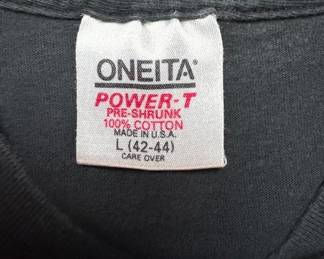 ONEITA®
POWER-T
PRE-SHRUNK
100% COTTON
MADE IN U.S.A.
L (42-44)
CARE OVER